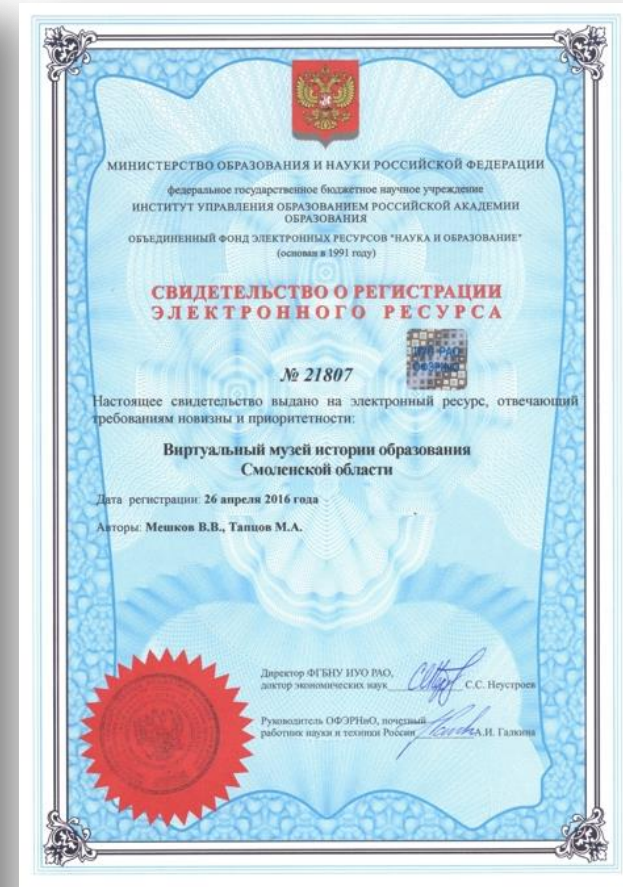 МИНИСТЕРСТВО ОБРАЗОВАНИЯ И НАУКИ РОССИЙСКОЙ ФЕДЕРАЦИИ
федеральное государственное бюджетное научное учреждение
ИНСТИТУТ УПРАВЛЕНИЯ ОБРАЗОВАНИЕМ РОССИЙСКОЙ АКАДЕМИИ
ОБРАЗОВАНИЯ
ОБЪЕДИНЕННЫЙ ФОНД ЭЛЕКТРОННЫХ РЕСУРСОВ "НАУКА И ОБРАЗОВАНИЕ"
(основан в 1991 году)
СВИДЕТЕЛЬСТВО О РЕГИСТРАЦИИ
ЭЛЕКТРОННОГО РЕСУРСА
ИУО РАО
ОФЭРНиО
№ 21807
Настоящее свидетельство выдано на электронный ресурс, отвечающий
требованиям новизны и приоритетности:
Виртуальный музей истории образования
Смоленской области
Дата регистрации: 26 апреля 2016 года
Авторы: Мешков В.В., Тапцов М.А.
Директор ФГБНУ ИУО РАО,
доктор экономических наук С.С. Неустроев
Руководитель ОФЭРНиО, почетный
работник науки и техники России А.И. Галкина